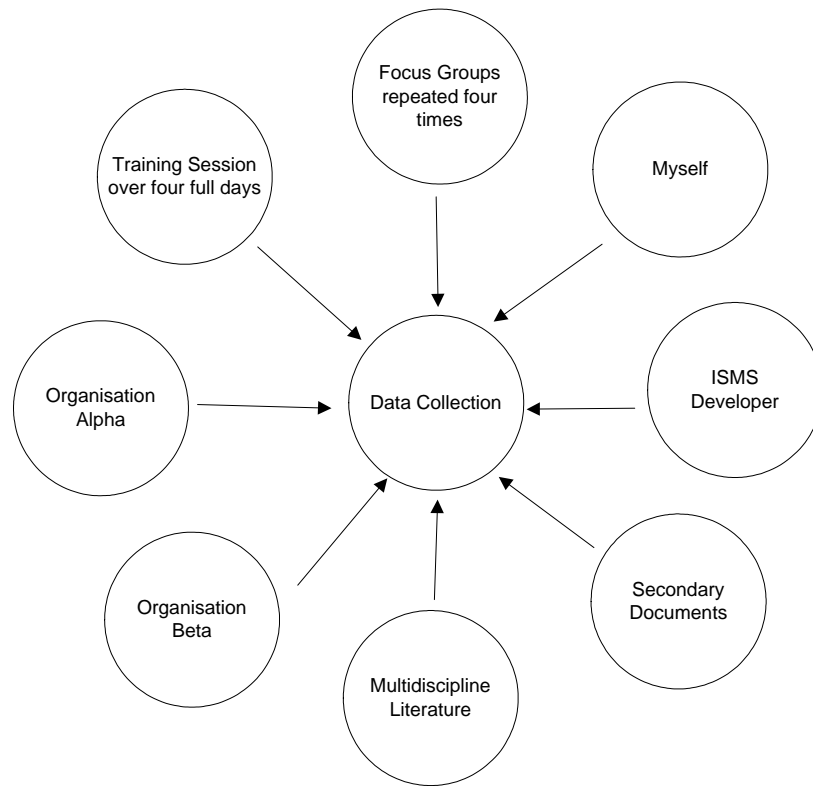 Focus Groups
repeated four
times
Training Session
over four full days
Myself
Organisation
Alpha
Data Collection
ISMS
Developer
Organisation
Beta
Secondary
Documents
Multidiscipline
Literature